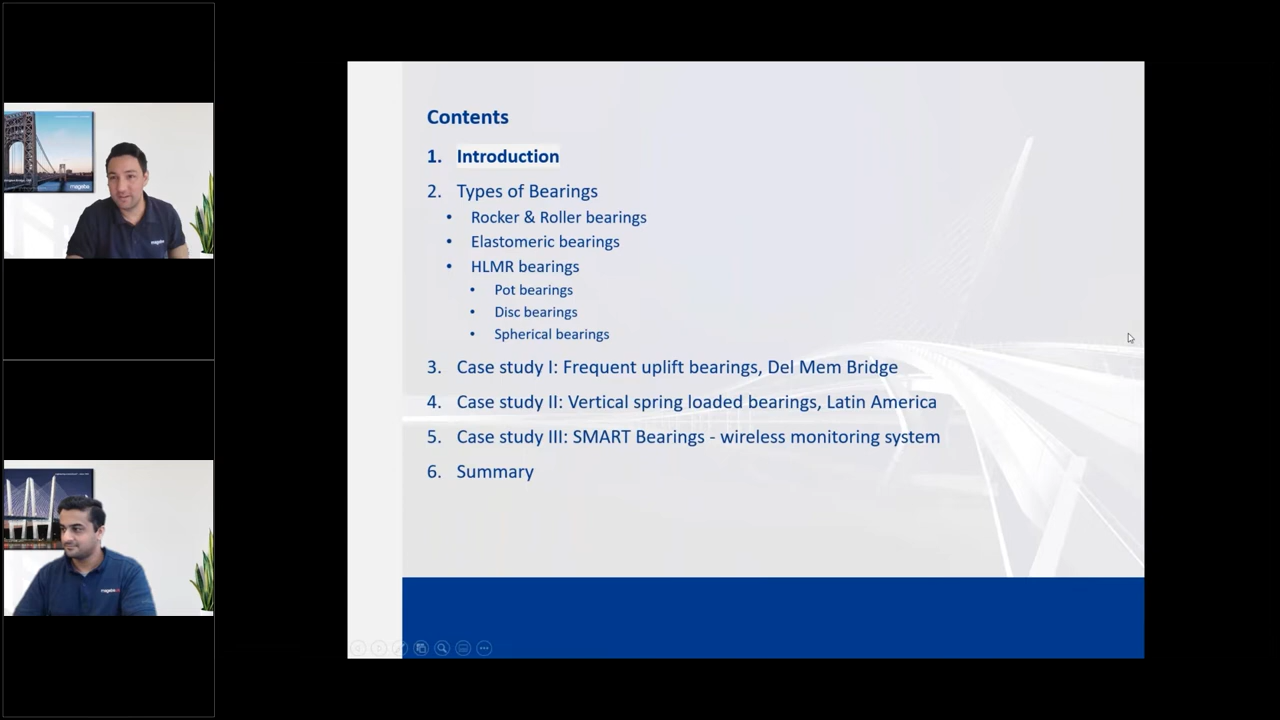 Contents
1. Introduction
2. Types of Bearings
• Rocker & Roller bearings
• Elastomeric bearings
• HLMR bearings
• Pot bearings
• Disc bearings
• Spherical bearings
3. Case study I: Frequent uplift bearings, Del Mem Bridge
4. Case study II: Vertical spring loaded bearings, Latin America
5. Case study III: SMART Bearings - wireless monitoring system
6. Summary
mageba
mageba